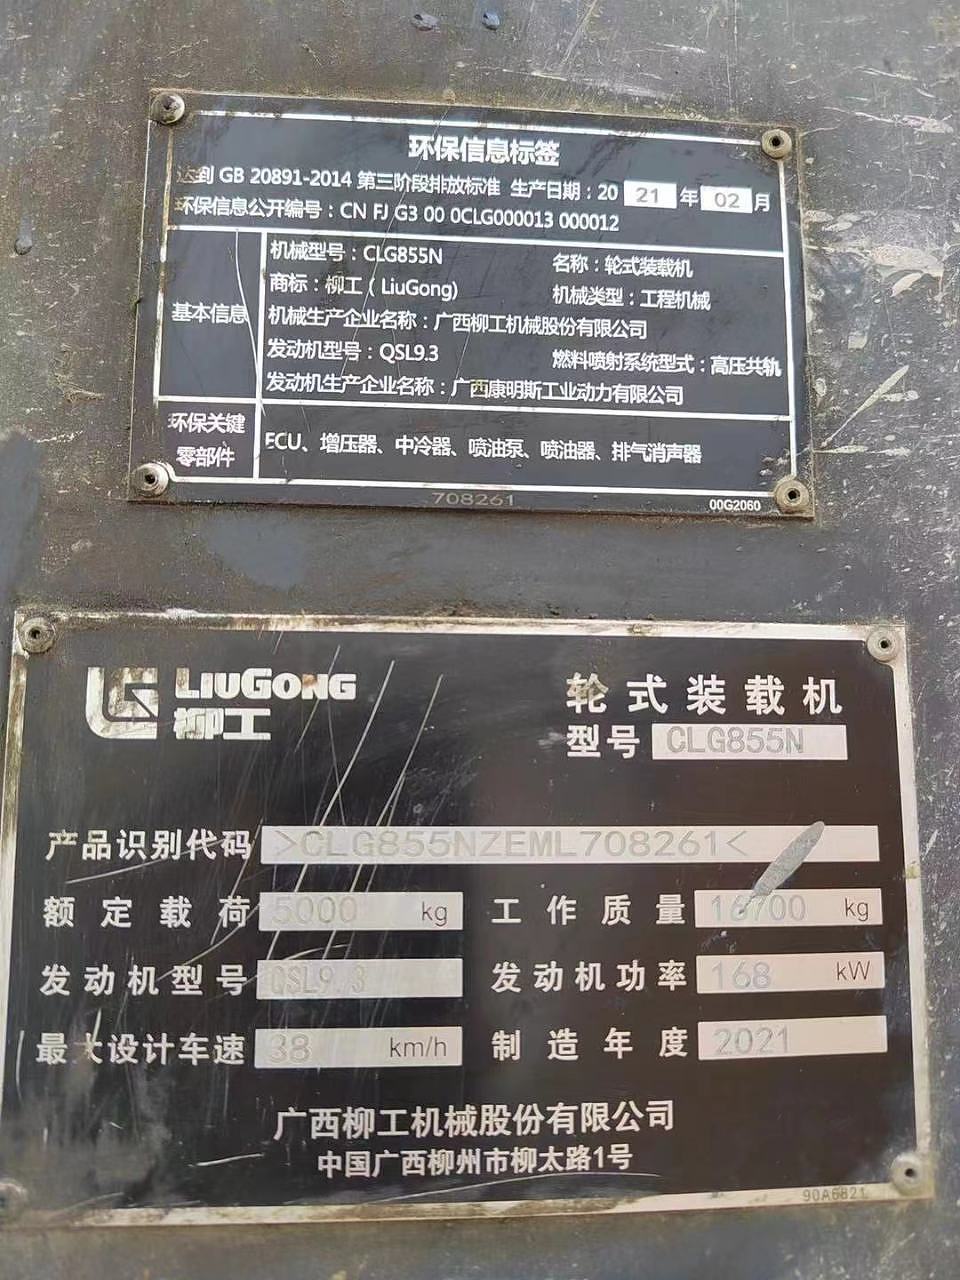 环保信息标签
达到 GB 20891-2014 第三阶段排放标准 生产日期：20 21 年 02 月
环保信息公开编号：CN FJ G3 00 0CLG000013 000012
基本信息
机械型号：CLG855N 名称：轮式装载机
商标：柳工（LiuGong) 机械类型：工程机械
机械生产企业名称：广西柳工机械股份有限公司
发动机型号：QSL9.3 燃料喷射系统型式：高压共轨
发动机生产企业名称：广西康明斯工业动力有限公司
环保关键
零部件
ECU、增压器、中冷器、喷油泵、喷油器、排气消声器
708261 00G2060
LIUGONG
柳工
轮式装载机
型号 CLG855N
产品识别代码 >CLG855NZEML708261<
额定载荷 5000 kg 工作质量 16700 kg
发动机型号 QSL9.3 发动机功率 168 kW
最大设计车速 38 km/h 制造年度 2021
广西柳工机械股份有限公司
中国广西柳州市柳太路1号
90A6821